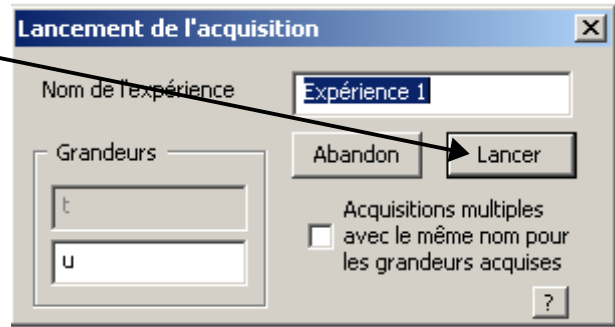 Lancement de l'acquisition
Nom de l'expérience
Expérience 1
Grandeurs
Abandon
Lancer
t
u
Acquisitions multiples
avec le même nom pour
les grandeurs acquises
?